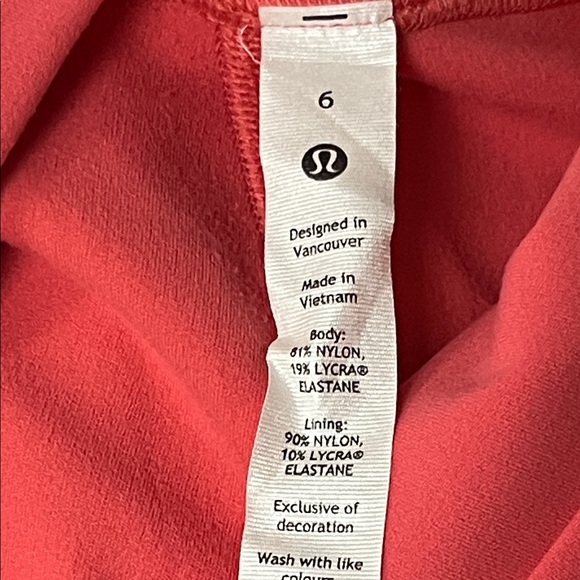 6
Designed in
Vancouver
Made in
Vietnam
Body:
81% NYLON,
19% LYCRA®
ELASTANE
Lining:
90% NYLON,
10% LYCRA®
ELASTANE
Exclusive of
decoration
Wash with like
colours